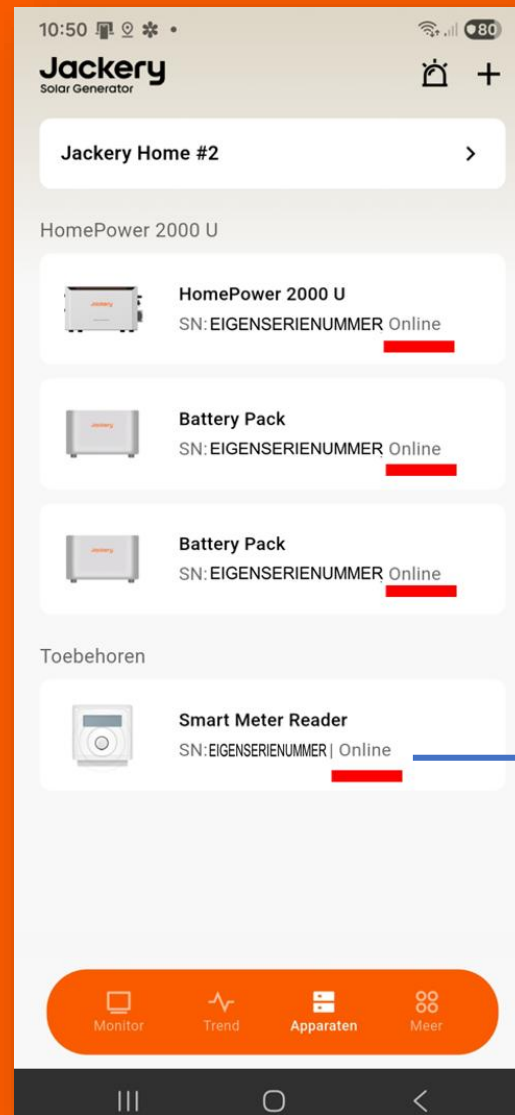 10:50
80
Jackery
Solar Generator
Jackery Home #2
HomePower 2000 U
HomePower 2000 U
SN:EIGENSERIENUMMER Online
Battery Pack
SN:EIGENSERIENUMMER Online
Battery Pack
SN:EIGENSERIENUMMER Online
Toebehoren
Smart Meter Reader
SN:EIGENSERIENUMMER | Online
Monitor Trend Apparaten Meer